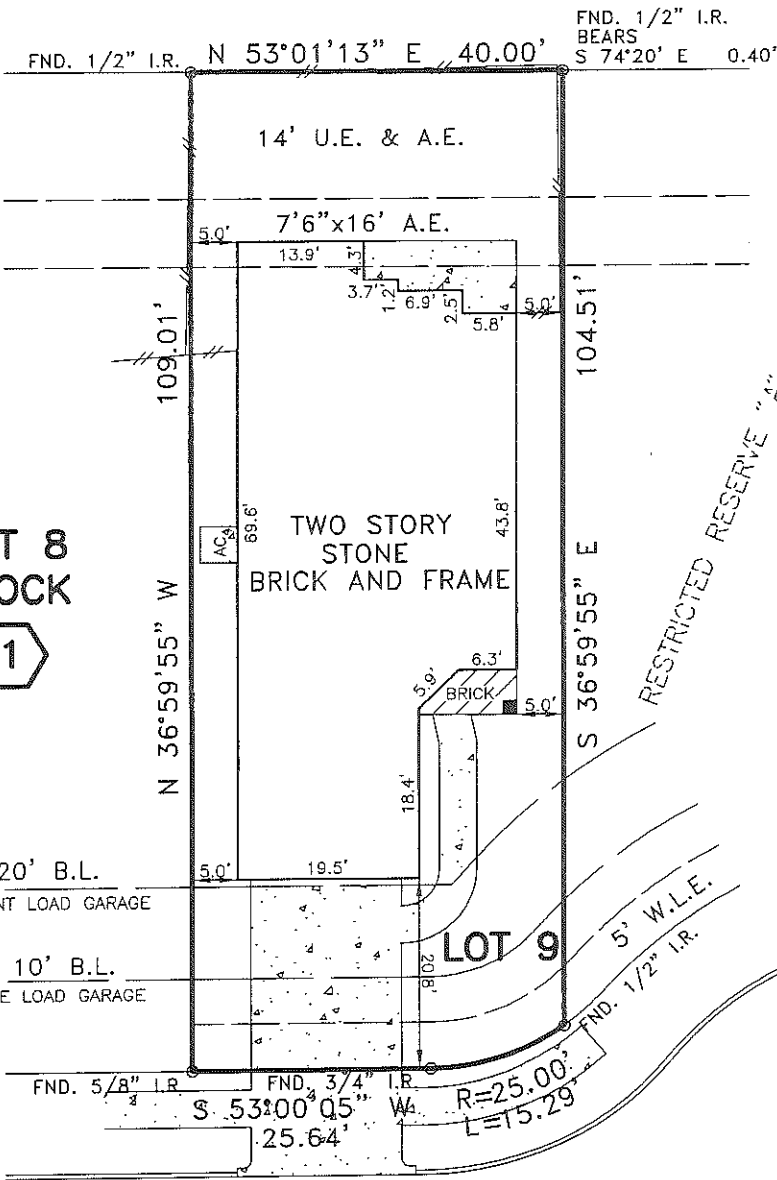 FND. 1/2" I.R.
BEARS
S 74°20' E 0.40'
FND. 1/2" I.R.
N 53°01'13" E 40.00'
14' U.E. & A.E.
7'6"x16' A.E.
5.0'
13.9'
4.3'
3.7'
1.2'
6.9'
2.5'
5.8'
5.0'
109.01'
104.51'
RESTRICTED RESERVE "A"
T 8
OCK
1
AC
69.6'
TWO STORY
STONE
BRICK AND FRAME
43.8'
N 36°59'55" W
S 36°59'55" E
5.9'
6.3'
BRICK
5.0'
18.4'
20' B.L.
NT LOAD GARAGE
5.0'
19.5'
LOT 9
5' W.L.E.
10' B.L.
E LOAD GARAGE
20.8'
FND. 1/2" I.R.
FND. 5/8" I.R
FND. 3/4" I.R.
S 53°00'05" W
25.64'
R=25.00'
L=15.29'